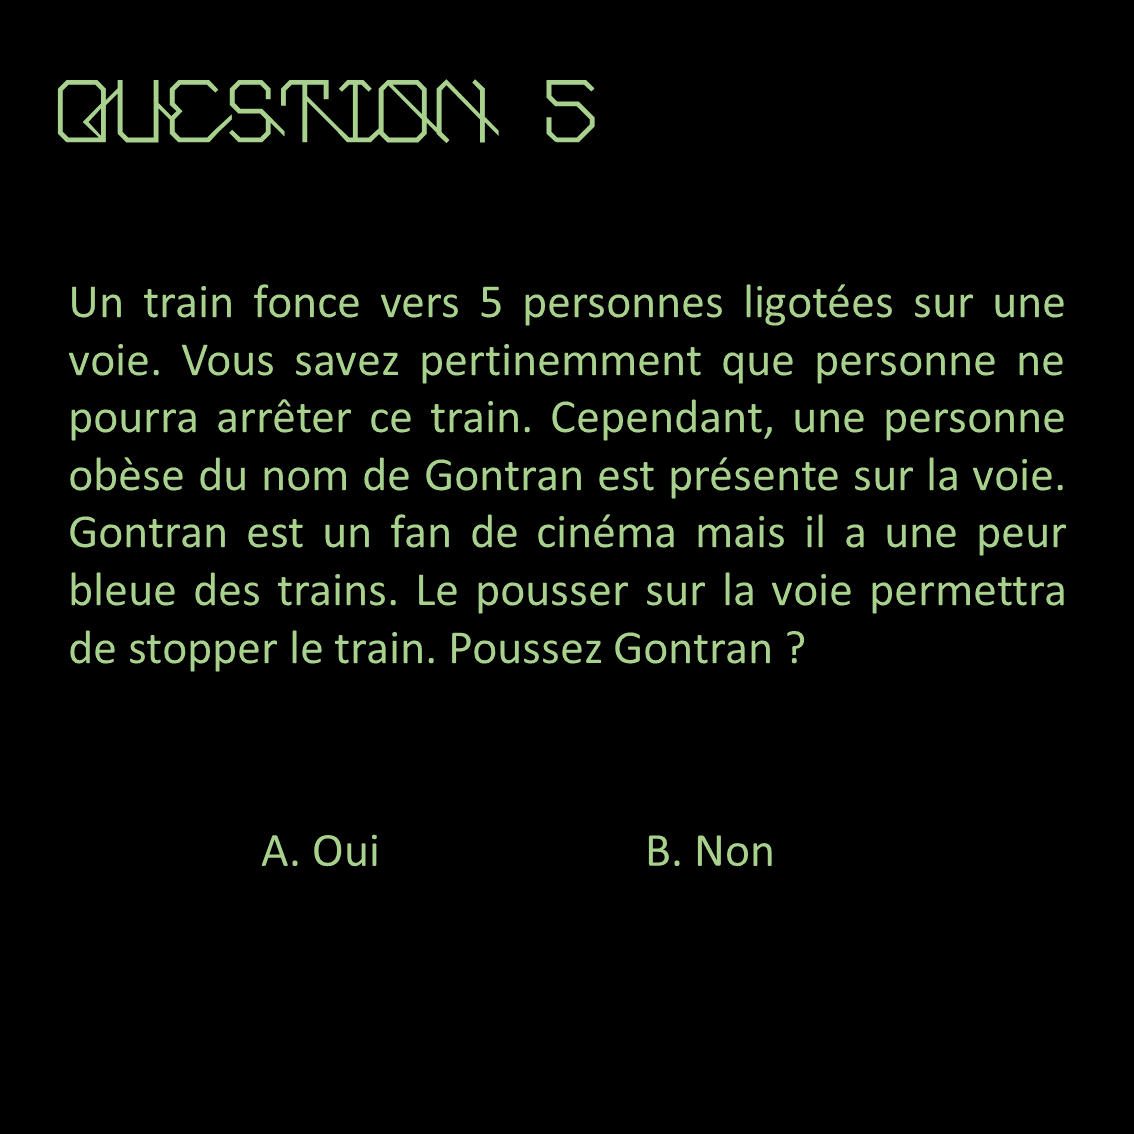 QUESTION 5
Un train fonce vers 5 personnes ligotées sur une
voie. Vous savez pertinemment que personne ne
pourra arrêter ce train. Cependant, une personne
obèse du nom de Gontran est présente sur la voie.
Gontran est un fan de cinéma mais il a une peur
bleue des trains. Le pousser sur la voie permettra
de stopper le train. Poussez Gontran ?
A. Oui B. Non